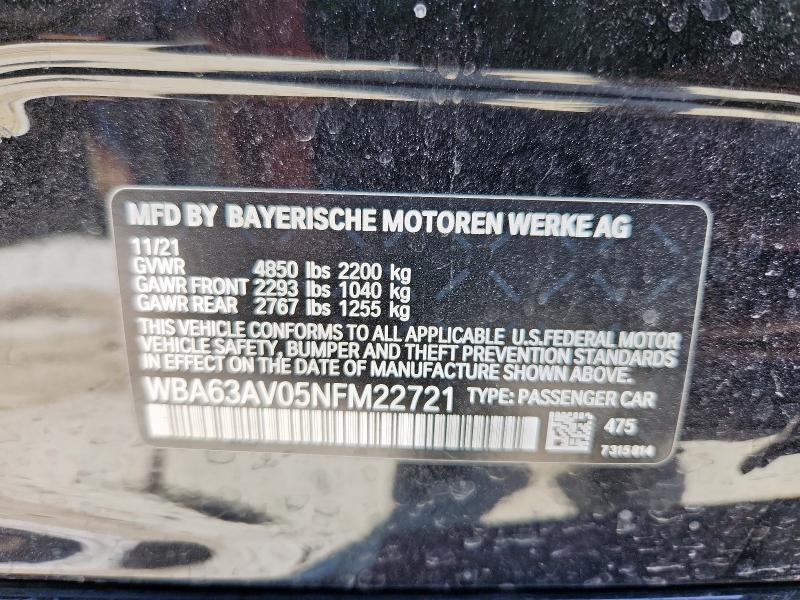 MFD BY BAYERISCHE MOTOREN WERKE AG
11/21
GVWR 4850 lbs 2200 kg
GAWR FRONT 2293 lbs 1040 kg
GAWR REAR 2767 lbs 1255 kg
THIS VEHICLE CONFORMS TO ALL APPLICABLE U.S.FEDERAL MOTOR
VEHICLE SAFETY, BUMPER AND THEFT PREVENTION STANDARDS
IN EFFECT ON THE DATE OF MANUFACTURE SHOWN ABOVE.
WBA63AV05NFM22721 TYPE: PASSENGER CAR
475
7315814